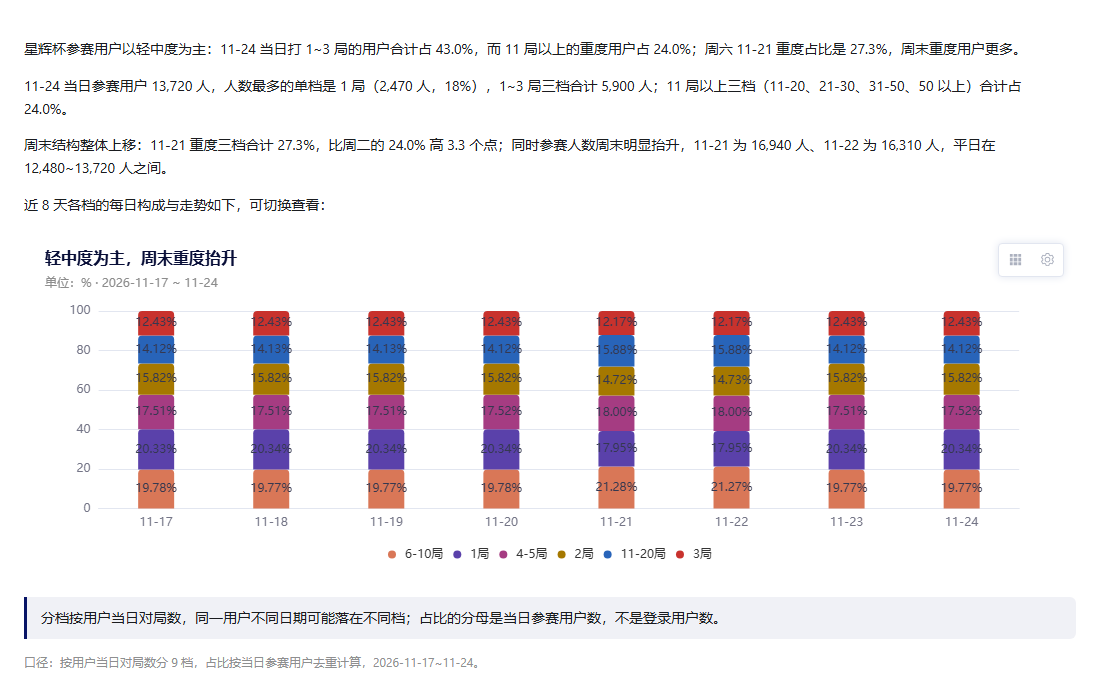 星辉杯参赛用户以轻中度为主：11-24 当日打 1~3 局的用户合计占 43.0%，而 11 局以上的重度用户占 24.0%；周六 11-21 重度占比是 27.3%，周末重度用户更多。
11-24 当日参赛用户 13,720 人，人数最多的单档是 1 局（2,470 人，18%），1~3 局三档合计 5,900 人；11 局以上三档（11-20、21-30、31-50、50 以上）合计占
24.0%。
周末结构整体上移：11-21 重度三档合计 27.3%，比周二的 24.0% 高 3.3 个点；同时参赛人数周末明显抬升，11-21 为 16,940 人、11-22 为 16,310 人，平日在
12,480~13,720 人之间。
近 8 天各档的每日构成与走势如下，可切换查看：
轻中度为主，周末重度抬升
单位：% · 2026-11-17 ~ 11-24
100
12.43% 12.43% 12.43% 12.43% 12.17% 12.17% 12.43% 12.43%
14.12% 14.13% 14.13% 14.12% 15.88% 15.88% 14.12% 14.12%
80
15.82% 15.82% 15.82% 15.82% 14.72% 14.73% 15.82% 15.82%
60
17.51% 17.51% 17.51% 17.52% 18.00% 18.00% 17.51% 17.52%
40
20.33% 20.34% 20.34% 20.34% 17.95% 17.95% 20.34% 20.34%
20
19.78% 19.77% 19.77% 19.78% 21.28% 21.27% 19.77% 19.77%
0
11-17 11-18 11-19 11-20 11-21 11-22 11-23 11-24
6-10局 1局 4-5局 2局 11-20局 3局
分档按用户当日对局数，同一用户不同日期可能落在不同档；占比的分母是当日参赛用户数，不是登录用户数。
口径：按用户当日对局数分 9 档，占比按当日参赛用户去重计算，2026-11-17~11-24。